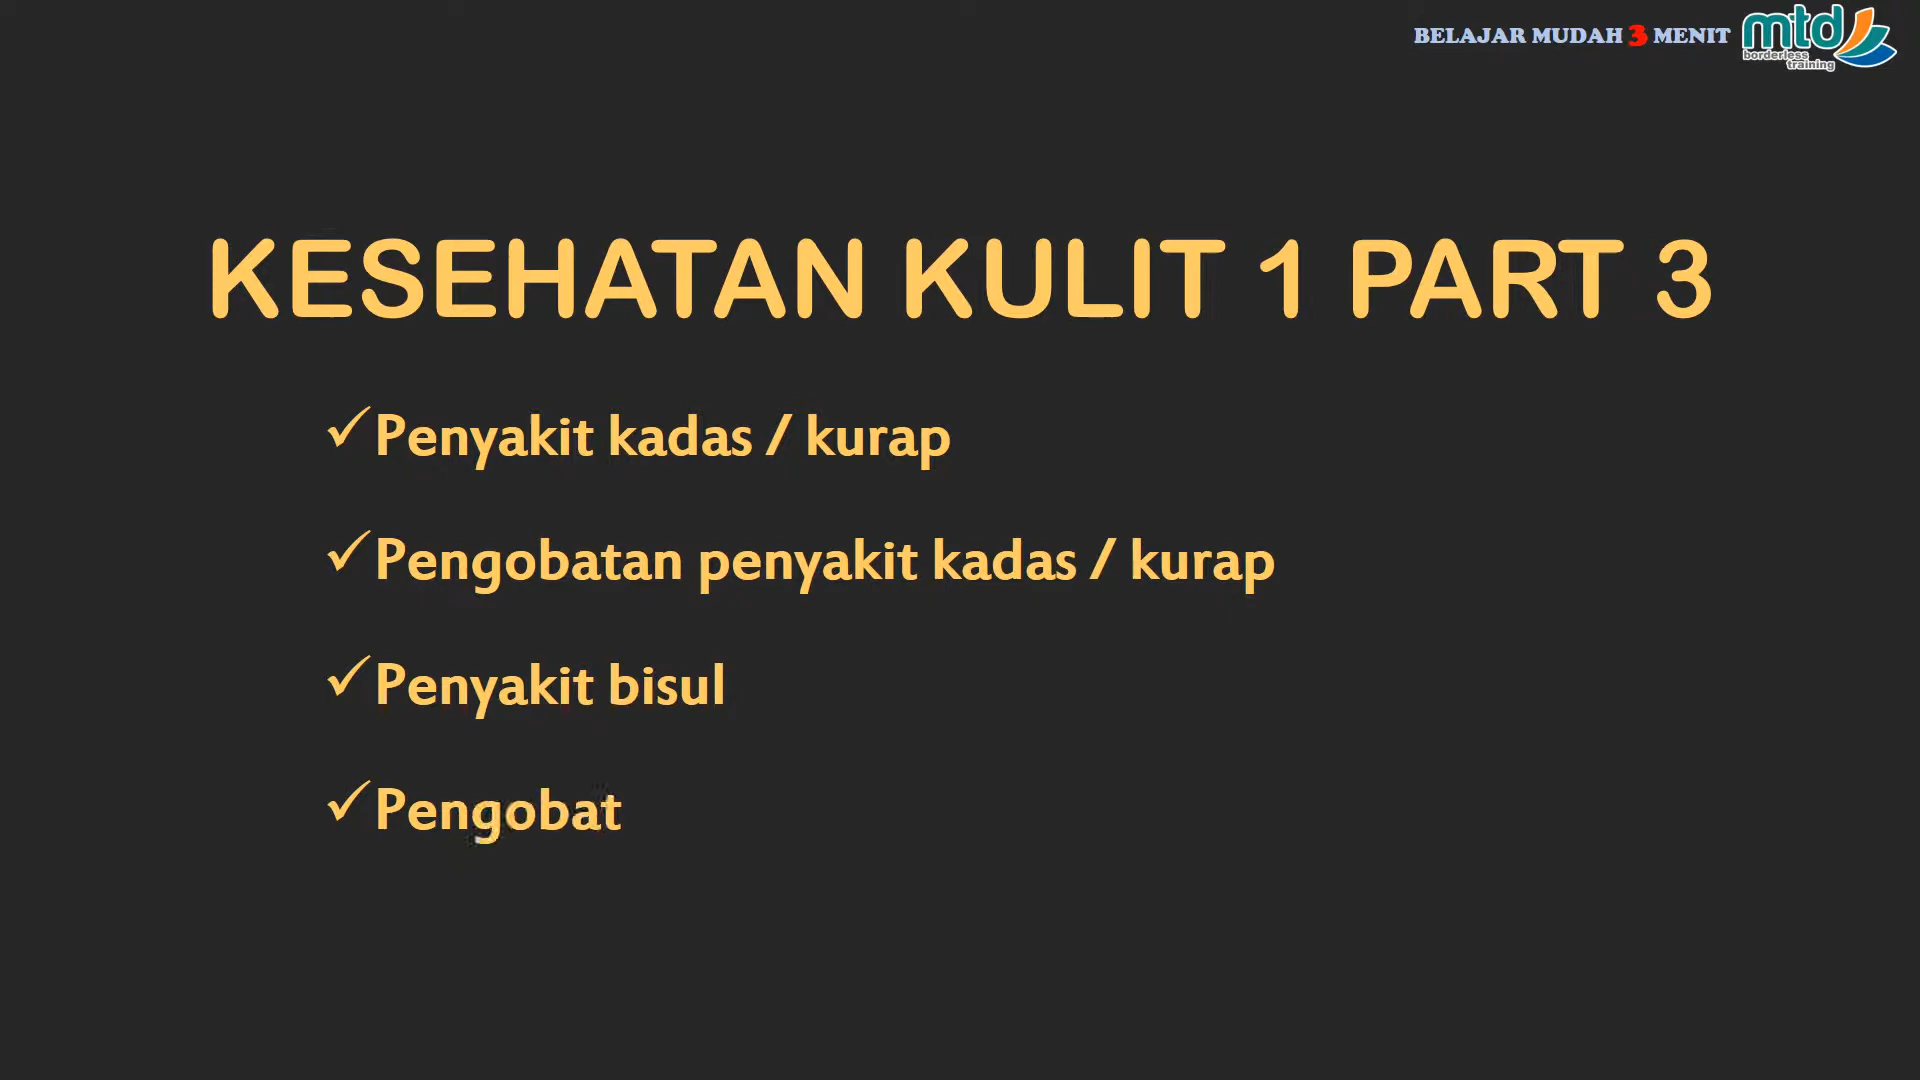 BELAJAR MUDAH 3 MENIT
mtd
borderless
training
KESEHATAN KULIT 1 PART 3
✓Penyakit kadas / kurap
✓Pengobatan penyakit kadas / kurap
✓Penyakit bisul
✓Pengobat